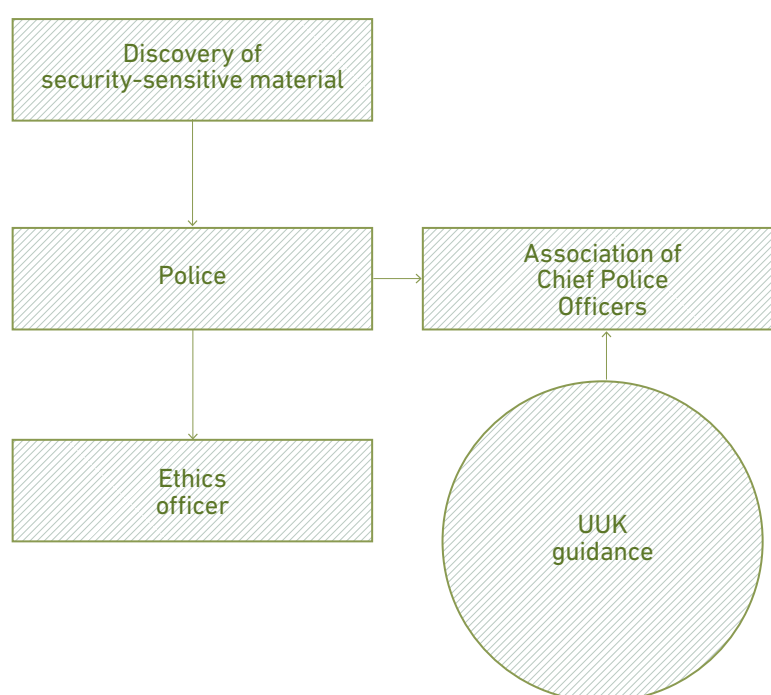 Discovery of
security-sensitive material
Police
Association of
Chief Police
Officers
Ethics
officer
UUK
guidance